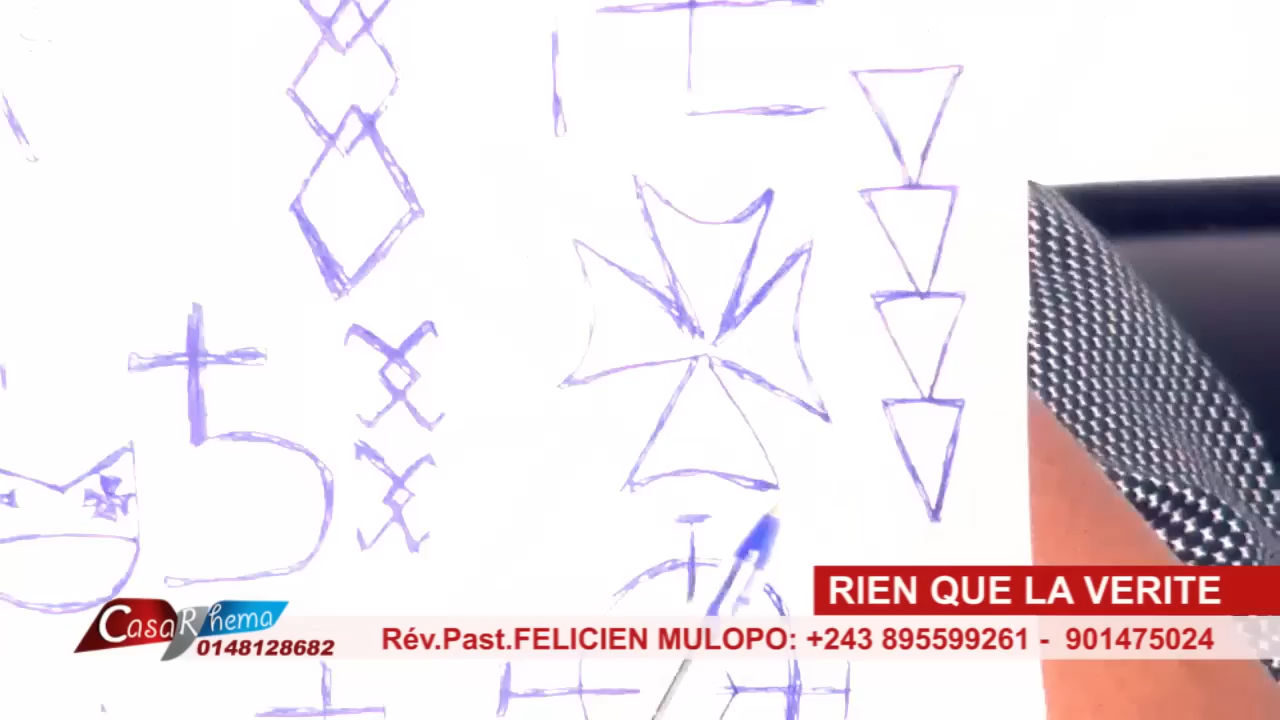 RIEN QUE LA VERITE
CasaRhema
0148128682
Rév.Past.FELICIEN MULOPO: +243 895599261 - 901475024